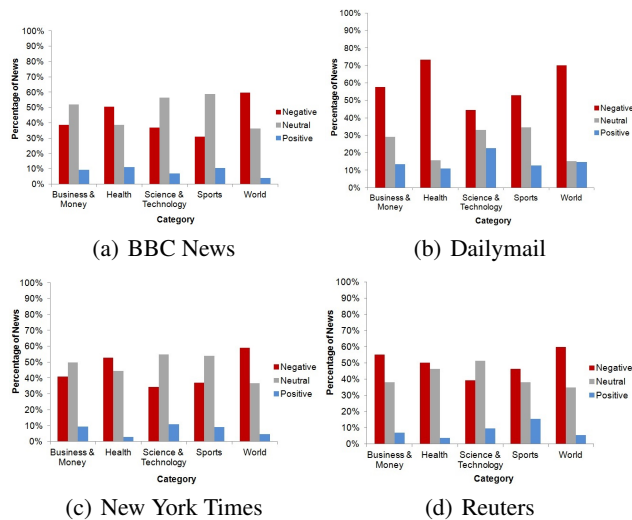 100%
90%
80%
70%
60%
50%
40%
30%
20%
10%
0%
Percentage of News
Business & Money
Health
Science & Technology
Sports
World
Category
Negative
Neutral
Positive
(a) BBC News
100%
90%
80%
70%
60%
50%
40%
30%
20%
10%
0%
Percentage of News
Business & Money
Health
Science & Technology
Sports
World
Category
Negative
Neutral
Positive
(b) Dailymail
100%
90%
80%
70%
60%
50%
40%
30%
20%
10%
0%
Percentage of News
Business & Money
Health
Science & Technology
Sports
World
Category
Negative
Neutral
Positive
(c) New York Times
100%
90%
80%
70%
60%
50%
40%
30%
20%
10%
0%
Percentage of News
Business & Money
Health
Science & Technology
Sports
World
Category
Negative
Neutral
Positive
(d) Reuters